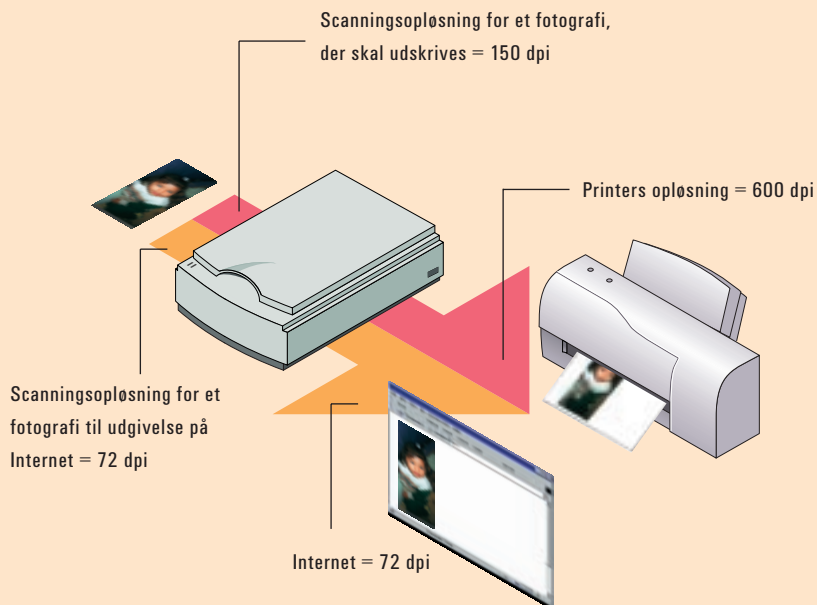 Scanningsopløsning for et fotografi,
der skal udskrives = 150 dpi
Printers opløsning = 600 dpi
Scanningsopløsning for et
fotografi til udgivelse på
Internet = 72 dpi
Internet = 72 dpi